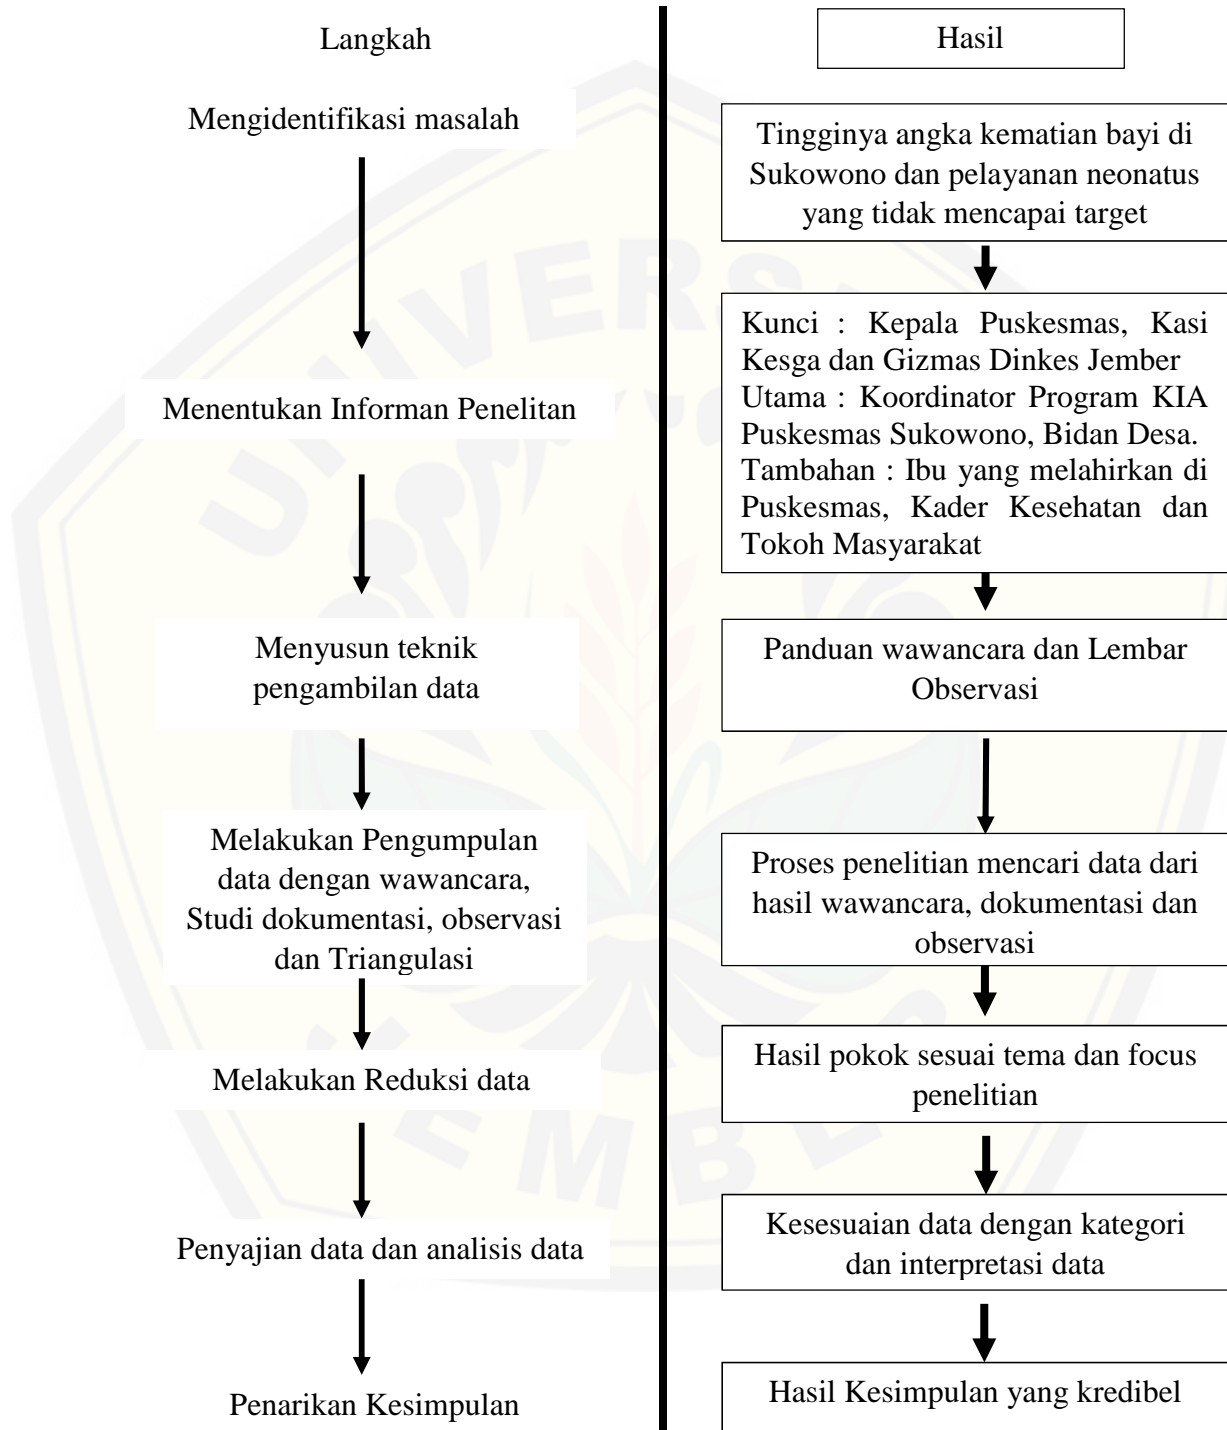 Langkah
Mengidentifikasi masalah
Menentukan Informan Penelitan
Menyusun teknik
pengambilan data
Melakukan Pengumpulan
data dengan wawancara,
Studi dokumentasi, observasi
dan Triangulasi
Melakukan Reduksi data
Penyajian data dan analisis data
Penarikan Kesimpulan
Hasil
Tingginya angka kematian bayi di
Sukowono dan pelayanan neonatus
yang tidak mencapai target
Kunci : Kepala Puskesmas, Kasi
Kesga dan Gizmas Dinkes Jember
Utama : Koordinator Program KIA
Puskesmas Sukowono, Bidan Desa.
Tambahan : Ibu yang melahirkan di
Puskesmas, Kader Kesehatan dan
Tokoh Masyarakat
Panduan wawancara dan Lembar
Observasi
Proses penelitian mencari data dari
hasil wawancara, dokumentasi dan
observasi
Hasil pokok sesuai tema dan focus
penelitian
Kesesuaian data dengan kategori
dan interpretasi data
Hasil Kesimpulan yang kredibel